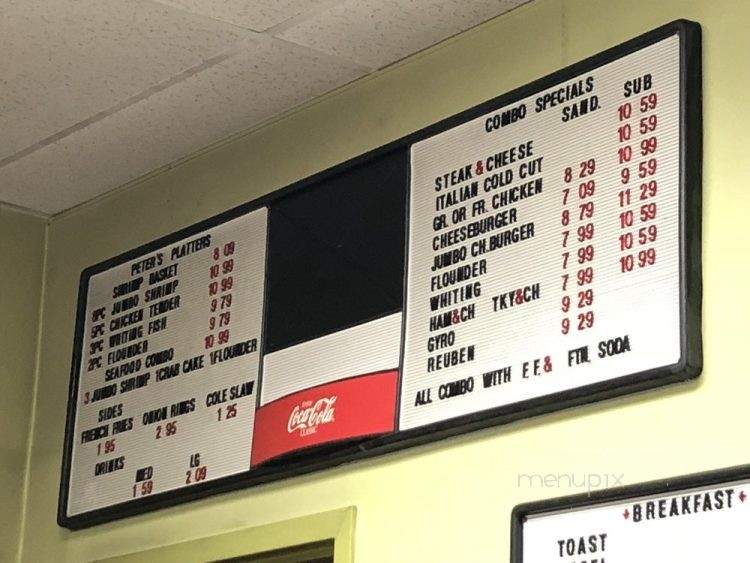 PETER'S PLATTERS
SHRIMP BASKET 8 09
8PC JUMBO SHRIMP 10 99
5PC CHICKEN TENDER 10 99
3PC WHITING FISH 9 79
2PC FLOUNDER 9 79
SEAFOOD COMBO 10 99
3 JUMBO SHRIMP 1CRAB CAKE 1FLOUNDER
SIDES
FRENCH FRIES ONION RINGS COLE SLAW
1 95 2 95 1 25
DRINKS MED LG
1 59 2 09
Enjoy
Coca-Cola
CLASSIC
COMBO SPECIALS
SAND. SUB
STEAK & CHEESE 10 59
ITALIAN COLD CUT 10 59
GR. OR FR. CHICKEN 8 29 10 99
CHEESEBURGER 7 09 9 59
JUMBO CH.BURGER 8 79 11 29
FLOUNDER 7 99 10 59
WHITING 7 99 10 59
HAM&CH TKY&CH 7 99 10 99
GYRO 9 29
REUBEN 9 29
ALL COMBO WITH F.F.& FTN. SODA
menupix
BREAKFAST
TOAST